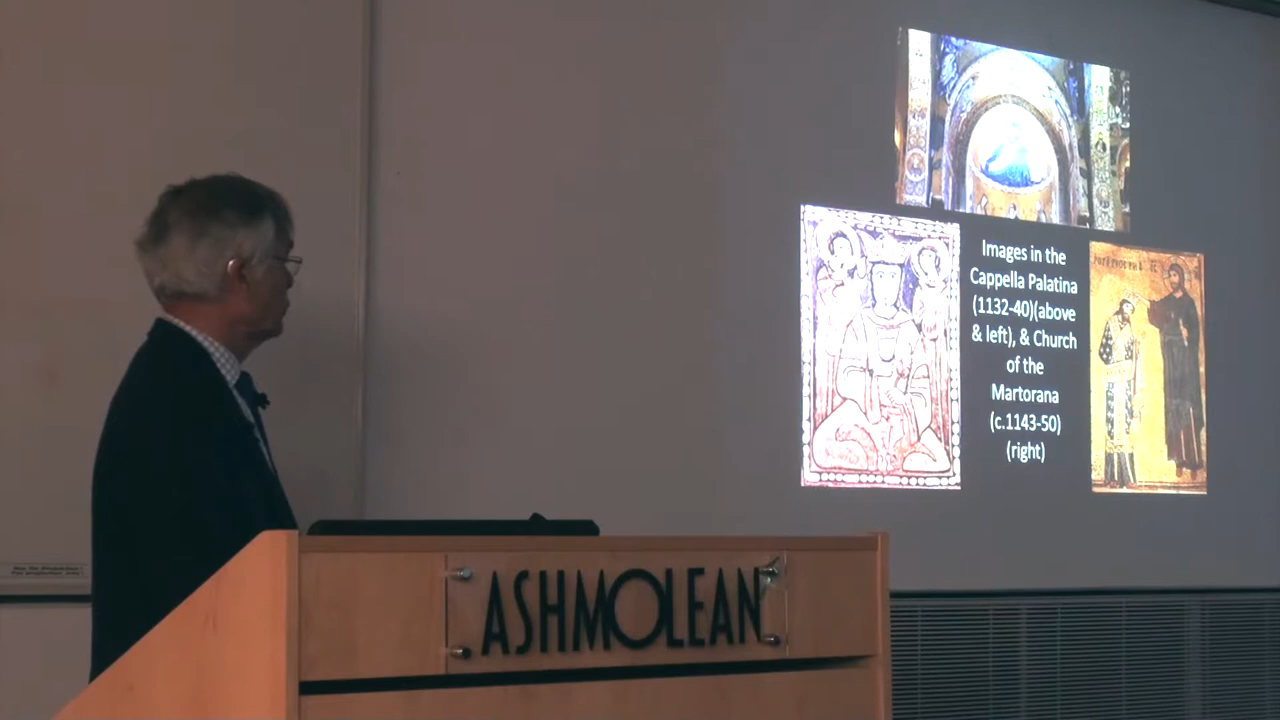 Images in the
Cappella Palatina
(1132-40)(above
& left), & Church
of the
Martorana
(c.1143-50)
(right)
ASHMOLEAN